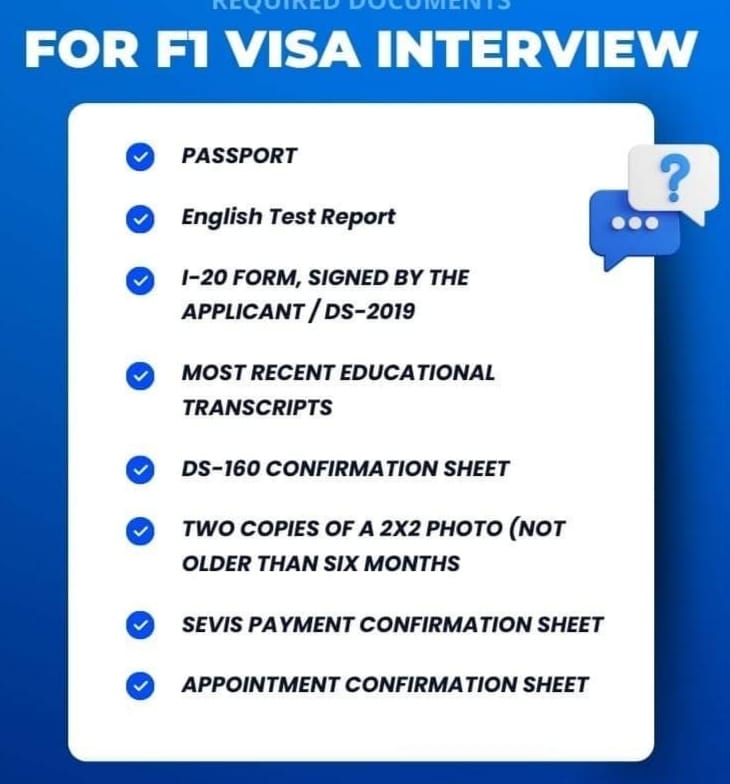 REQUIRED DOCUMENTS
FOR F1 VISA INTERVIEW
PASSPORT
English Test Report
I-20 FORM, SIGNED BY THE
APPLICANT / DS-2019
MOST RECENT EDUCATIONAL
TRANSCRIPTS
DS-160 CONFIRMATION SHEET
TWO COPIES OF A 2X2 PHOTO (NOT
OLDER THAN SIX MONTHS
SEVIS PAYMENT CONFIRMATION SHEET
APPOINTMENT CONFIRMATION SHEET